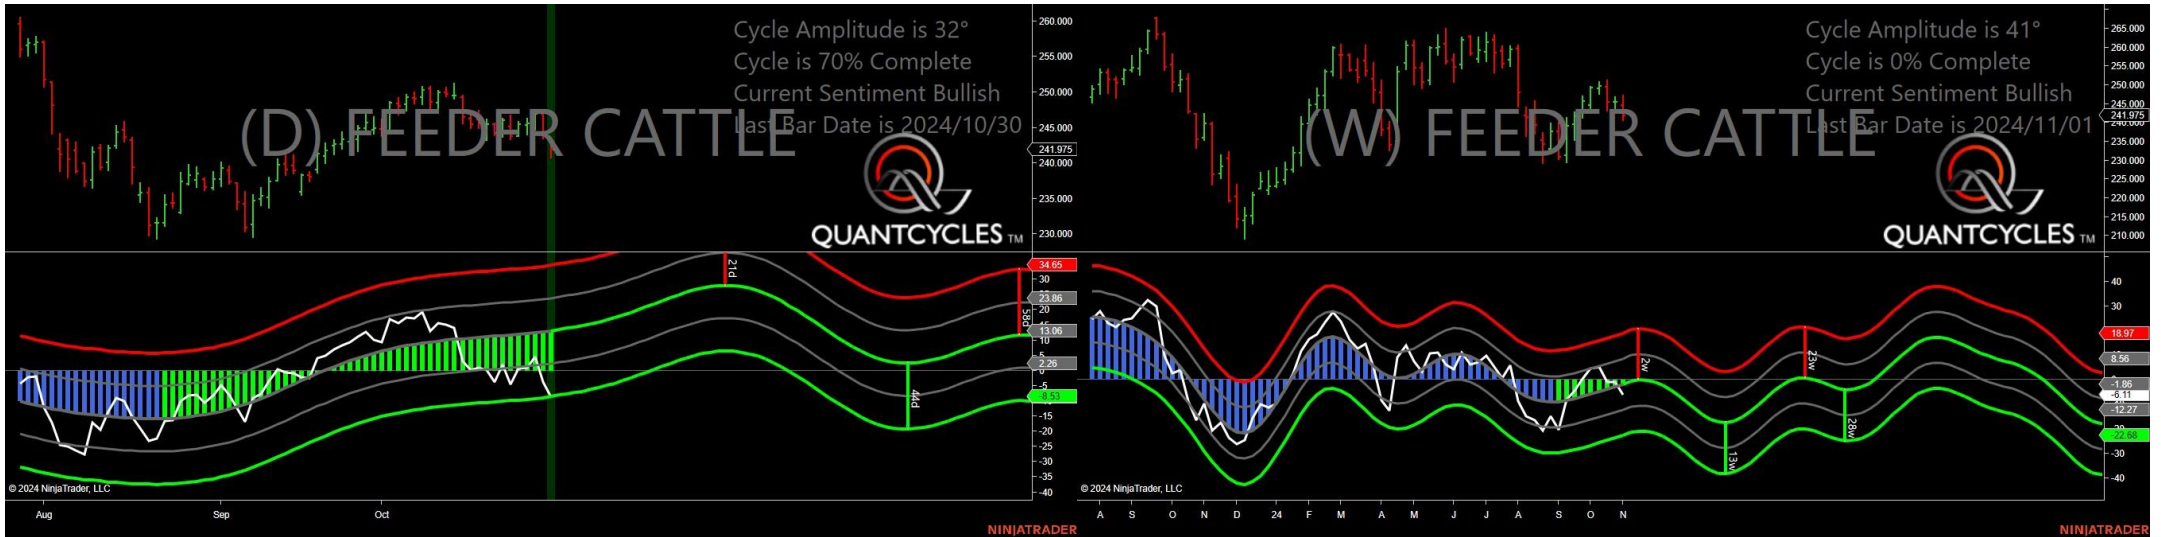 Cycle Amplitude is 32°
Cycle is 70% Complete
Current Sentiment Bullish
Last Bar Date is 2024/10/30
(D) FEEDER CATTLE
QUANTCYCLES TM
260.000
255.000
250.000
245.000
241.975
240.000
235.000
230.000
21d
44d
58d
34.65
30
23.86
20
13.06
10
5
2.26
-5
-8.53
-15
-20
-25
-30
-35
-40
© 2024 NinjaTrader, LLC
Aug Sep Oct
NINJATRADER
Cycle Amplitude is 41°
Cycle is 0% Complete
Current Sentiment Bullish
Last Bar Date is 2024/11/01
(W) FEEDER CATTLE
QUANTCYCLES TM
265.000
260.000
255.000
250.000
245.000
241.975
240.000
235.000
230.000
225.000
220.000
215.000
210.000
2w
13w
23w
28w
40
30
18.97
8.56
-1.86
-6.11
-12.27
-22.68
-30
-40
© 2024 NinjaTrader, LLC
A S O N D 24 F M A M J J A S O N
NINJATRADER